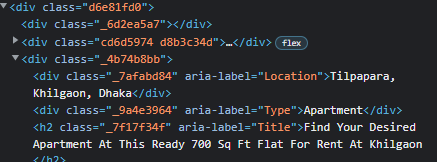 ▼<div class="d6e81fd0">
<div class="_6d2ea5a7"></div>
▶<div class="cd6d5974 d8b3c34d">…</div> flex
▼<div class="_4b74b8bb">
<div class="_7afabd84" aria-label="Location">Tilpapara,
Khilgaon, Dhaka</div>
<div class="_9a4e3964" aria-label="Type">Apartment</div>
<h2 class="_7f17f34f" aria-label="Title">Find Your Desired
Apartment At This Ready 700 Sq Ft Flat For Rent At Khilgaon
</h2>